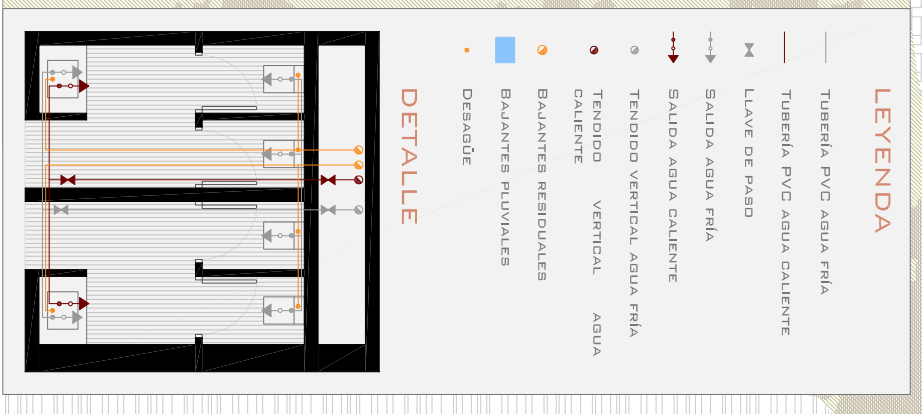 LEYENDA
TUBERÍA PVC AGUA FRÍA
TUBERÍA PVC AGUA CALIENTE
LLAVE DE PASO
SALIDA AGUA FRÍA
SALIDA AGUA CALIENTE
TENDIDO VERTICAL AGUA FRÍA
TENDIDO VERTICAL AGUA
CALIENTE
BAJANTES RESIDUALES
BAJANTES PLUVIALES
DESAGÜE
DETALLE